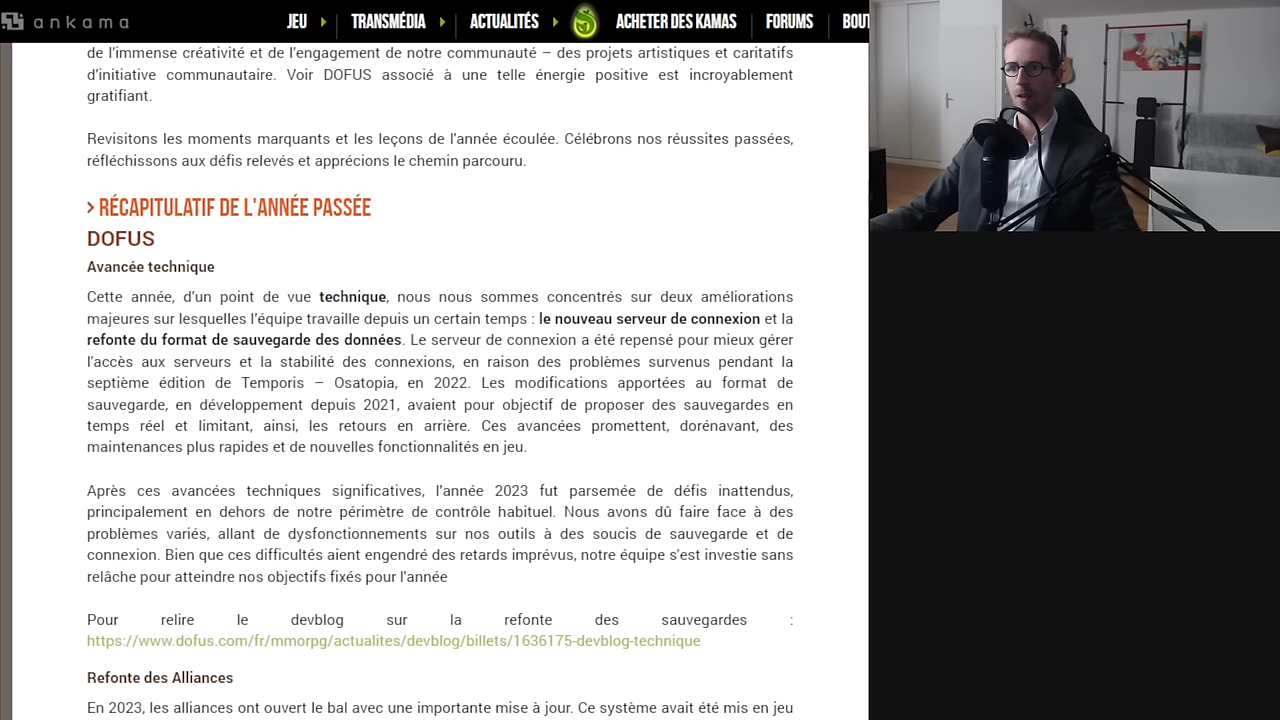 ankama
JEU
TRANSMÉDIA
ACTUALITÉS
ACHETER DES KAMAS
FORUMS
BOUT
de l'immense créativité et de l'engagement de notre communauté – des projets artistiques et caritatifs
d'initiative communautaire. Voir DOFUS associé à une telle énergie positive est incroyablement
gratifiant.
Revisitons les moments marquants et les leçons de l'année écoulée. Célébrons nos réussites passées,
réfléchissons aux défis relevés et apprécions le chemin parcouru.
> RÉCAPITULATIF DE L'ANNÉE PASSÉE
DOFUS
Avancée technique
Cette année, d'un point de vue technique, nous nous sommes concentrés sur deux améliorations
majeures sur lesquelles l'équipe travaille depuis un certain temps : le nouveau serveur de connexion et la
refonte du format de sauvegarde des données. Le serveur de connexion a été repensé pour mieux gérer
l'accès aux serveurs et la stabilité des connexions, en raison des problèmes survenus pendant la
septième édition de Temporis – Osatopia, en 2022. Les modifications apportées au format de
sauvegarde, en développement depuis 2021, avaient pour objectif de proposer des sauvegardes en
temps réel et limitant, ainsi, les retours en arrière. Ces avancées promettent, dorénavant, des
maintenances plus rapides et de nouvelles fonctionnalités en jeu.
Après ces avancées techniques significatives, l'année 2023 fut parsemée de défis inattendus,
principalement en dehors de notre périmètre de contrôle habituel. Nous avons dû faire face à des
problèmes variés, allant de dysfonctionnements sur nos outils à des soucis de sauvegarde et de
connexion. Bien que ces difficultés aient engendré des retards imprévus, notre équipe s'est investie sans
relâche pour atteindre nos objectifs fixés pour l'année
Pour relire le devblog sur la refonte des sauvegardes :
https://www.dofus.com/fr/mmorpg/actualites/devblog/billets/1636175-devblog-technique
Refonte des Alliances
En 2023, les alliances ont ouvert le bal avec une importante mise à jour. Ce système avait été mis en jeu